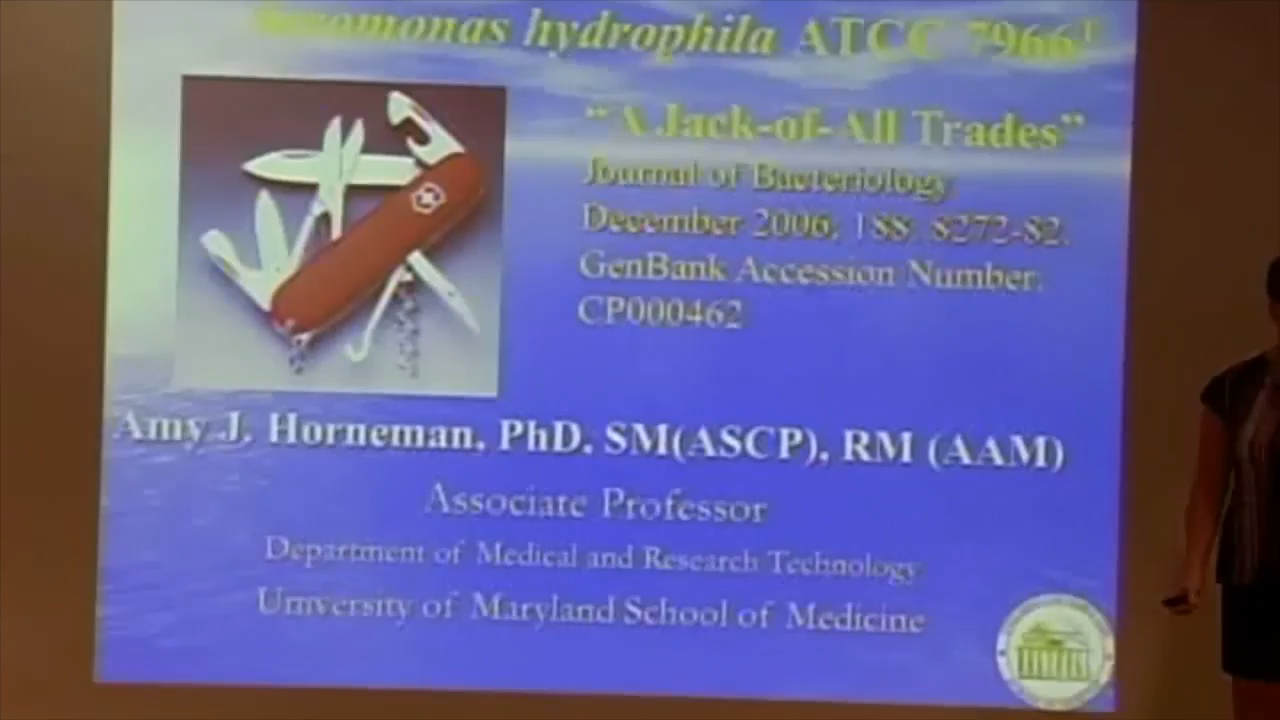 Aeromonas hydrophila ATCC 7966T
"A Jack-of-All Trades"
Journal of Bacteriology
December 2006; 188: 8272-82.
GenBank Accession Number:
CP000462
Amy J. Horneman, PhD, SM(ASCP), RM (AAM)
Associate Professor
Department of Medical and Research Technology
University of Maryland School of Medicine